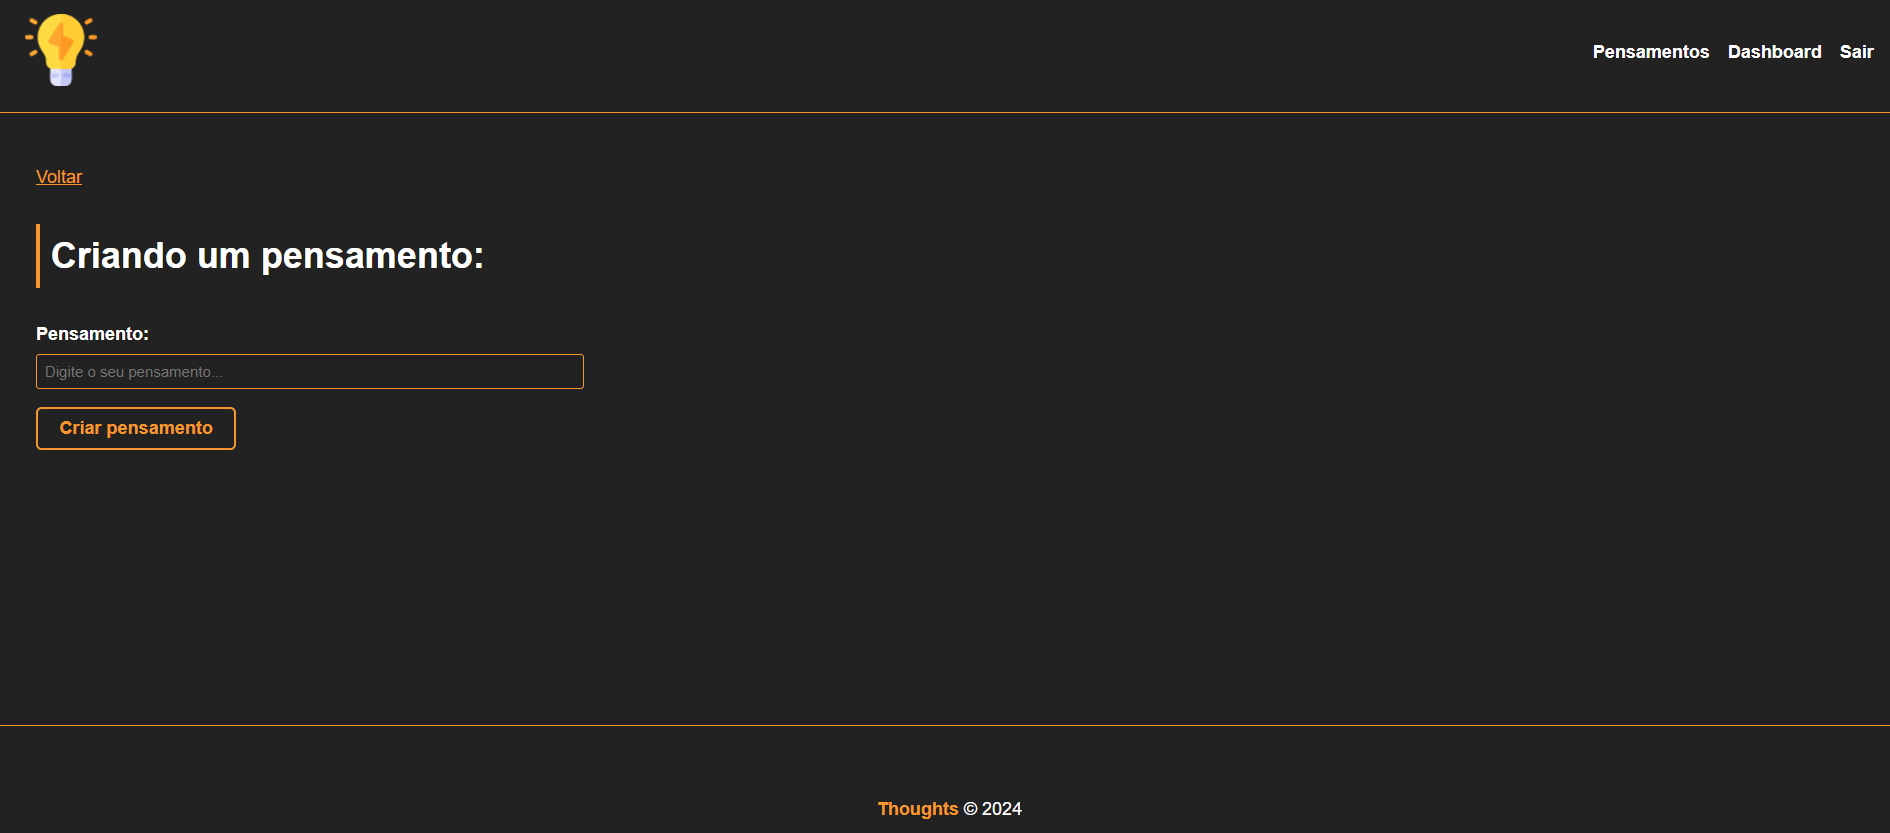 Pensamentos Dashboard Sair
Voltar
Criando um pensamento:
Pensamento:
Digite o seu pensamento...
Criar pensamento
Thoughts © 2024